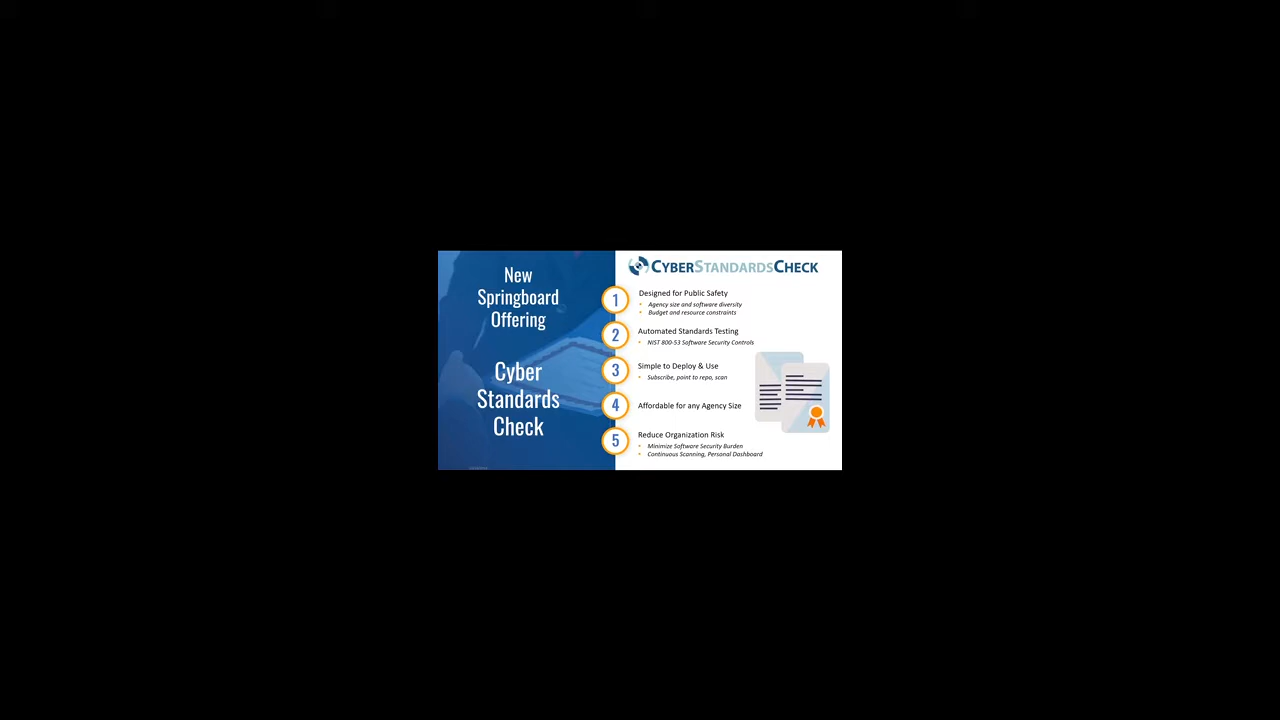 New
Springboard
Offering
Cyber
Standards
Check
CYBERSTANDARDSCHECK
1
Designed for Public Safety
• Agency size and software diversity
• Budget and resource constraints
2
Automated Standards Testing
• NIST 800-53 Software Security Controls
3
Simple to Deploy & Use
• Subscribe, point to repo, scan
4
Affordable for any Agency Size
5
Reduce Organization Risk
• Minimize Software Security Burden
• Continuous Scanning, Personal Dashboard